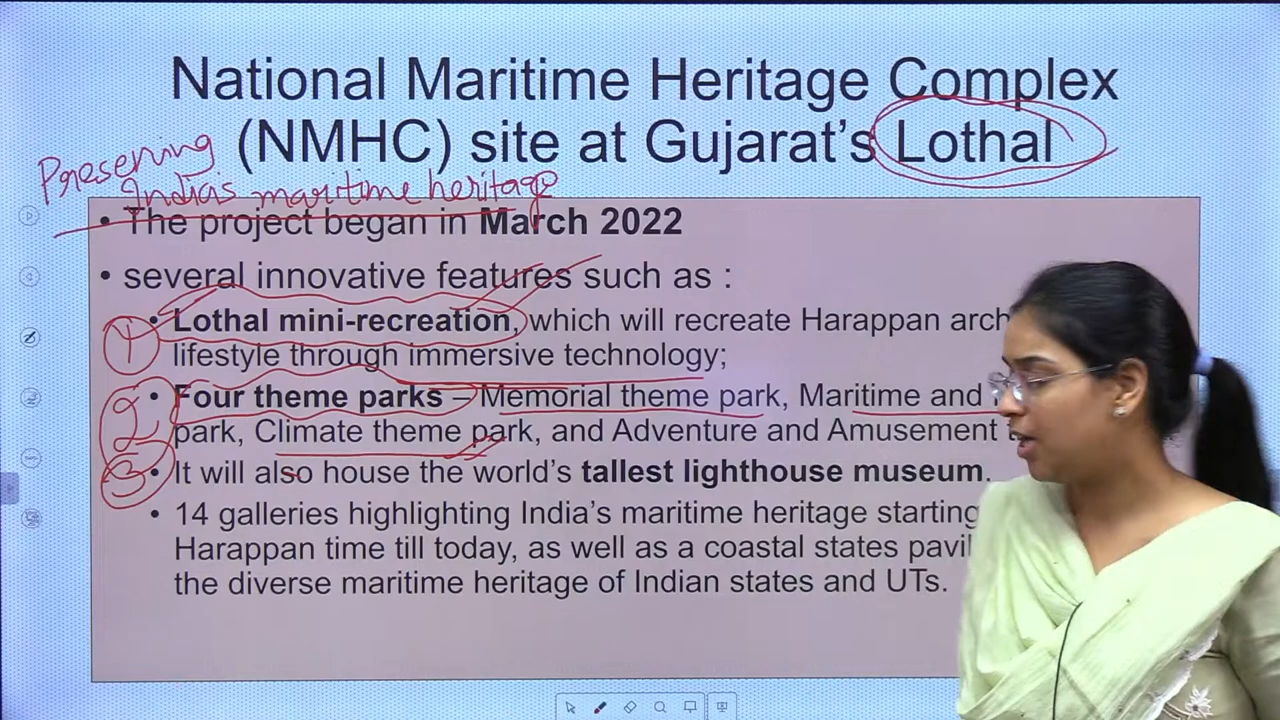 National Maritime Heritage Complex
(NMHC) site at Gujarat's Lothal
Preserving
India's maritime heritage
• The project began in March 2022
• several innovative features such as :
1 • Lothal mini-recreation, which will recreate Harappan
lifestyle through immersive technology;
2 • Four theme parks – Memorial theme park, Maritime and
park, Climate theme park, and Adventure and Amusement
3 • It will also house the world's tallest lighthouse museum.
• 14 galleries highlighting India's maritime heritage starting
Harappan time till today, as well as a coastal states
the diverse maritime heritage of Indian states and UTs.